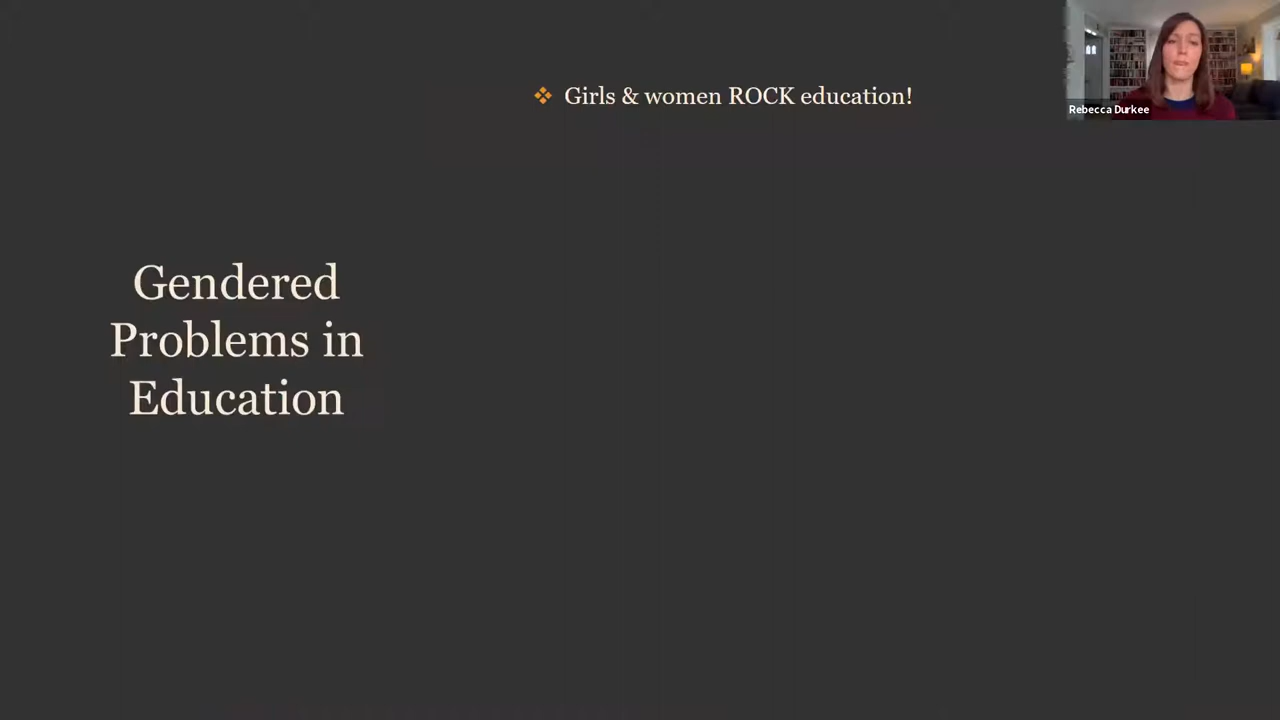 Girls & women ROCK education!
Rebecca Durkee
Gendered
Problems in
Education